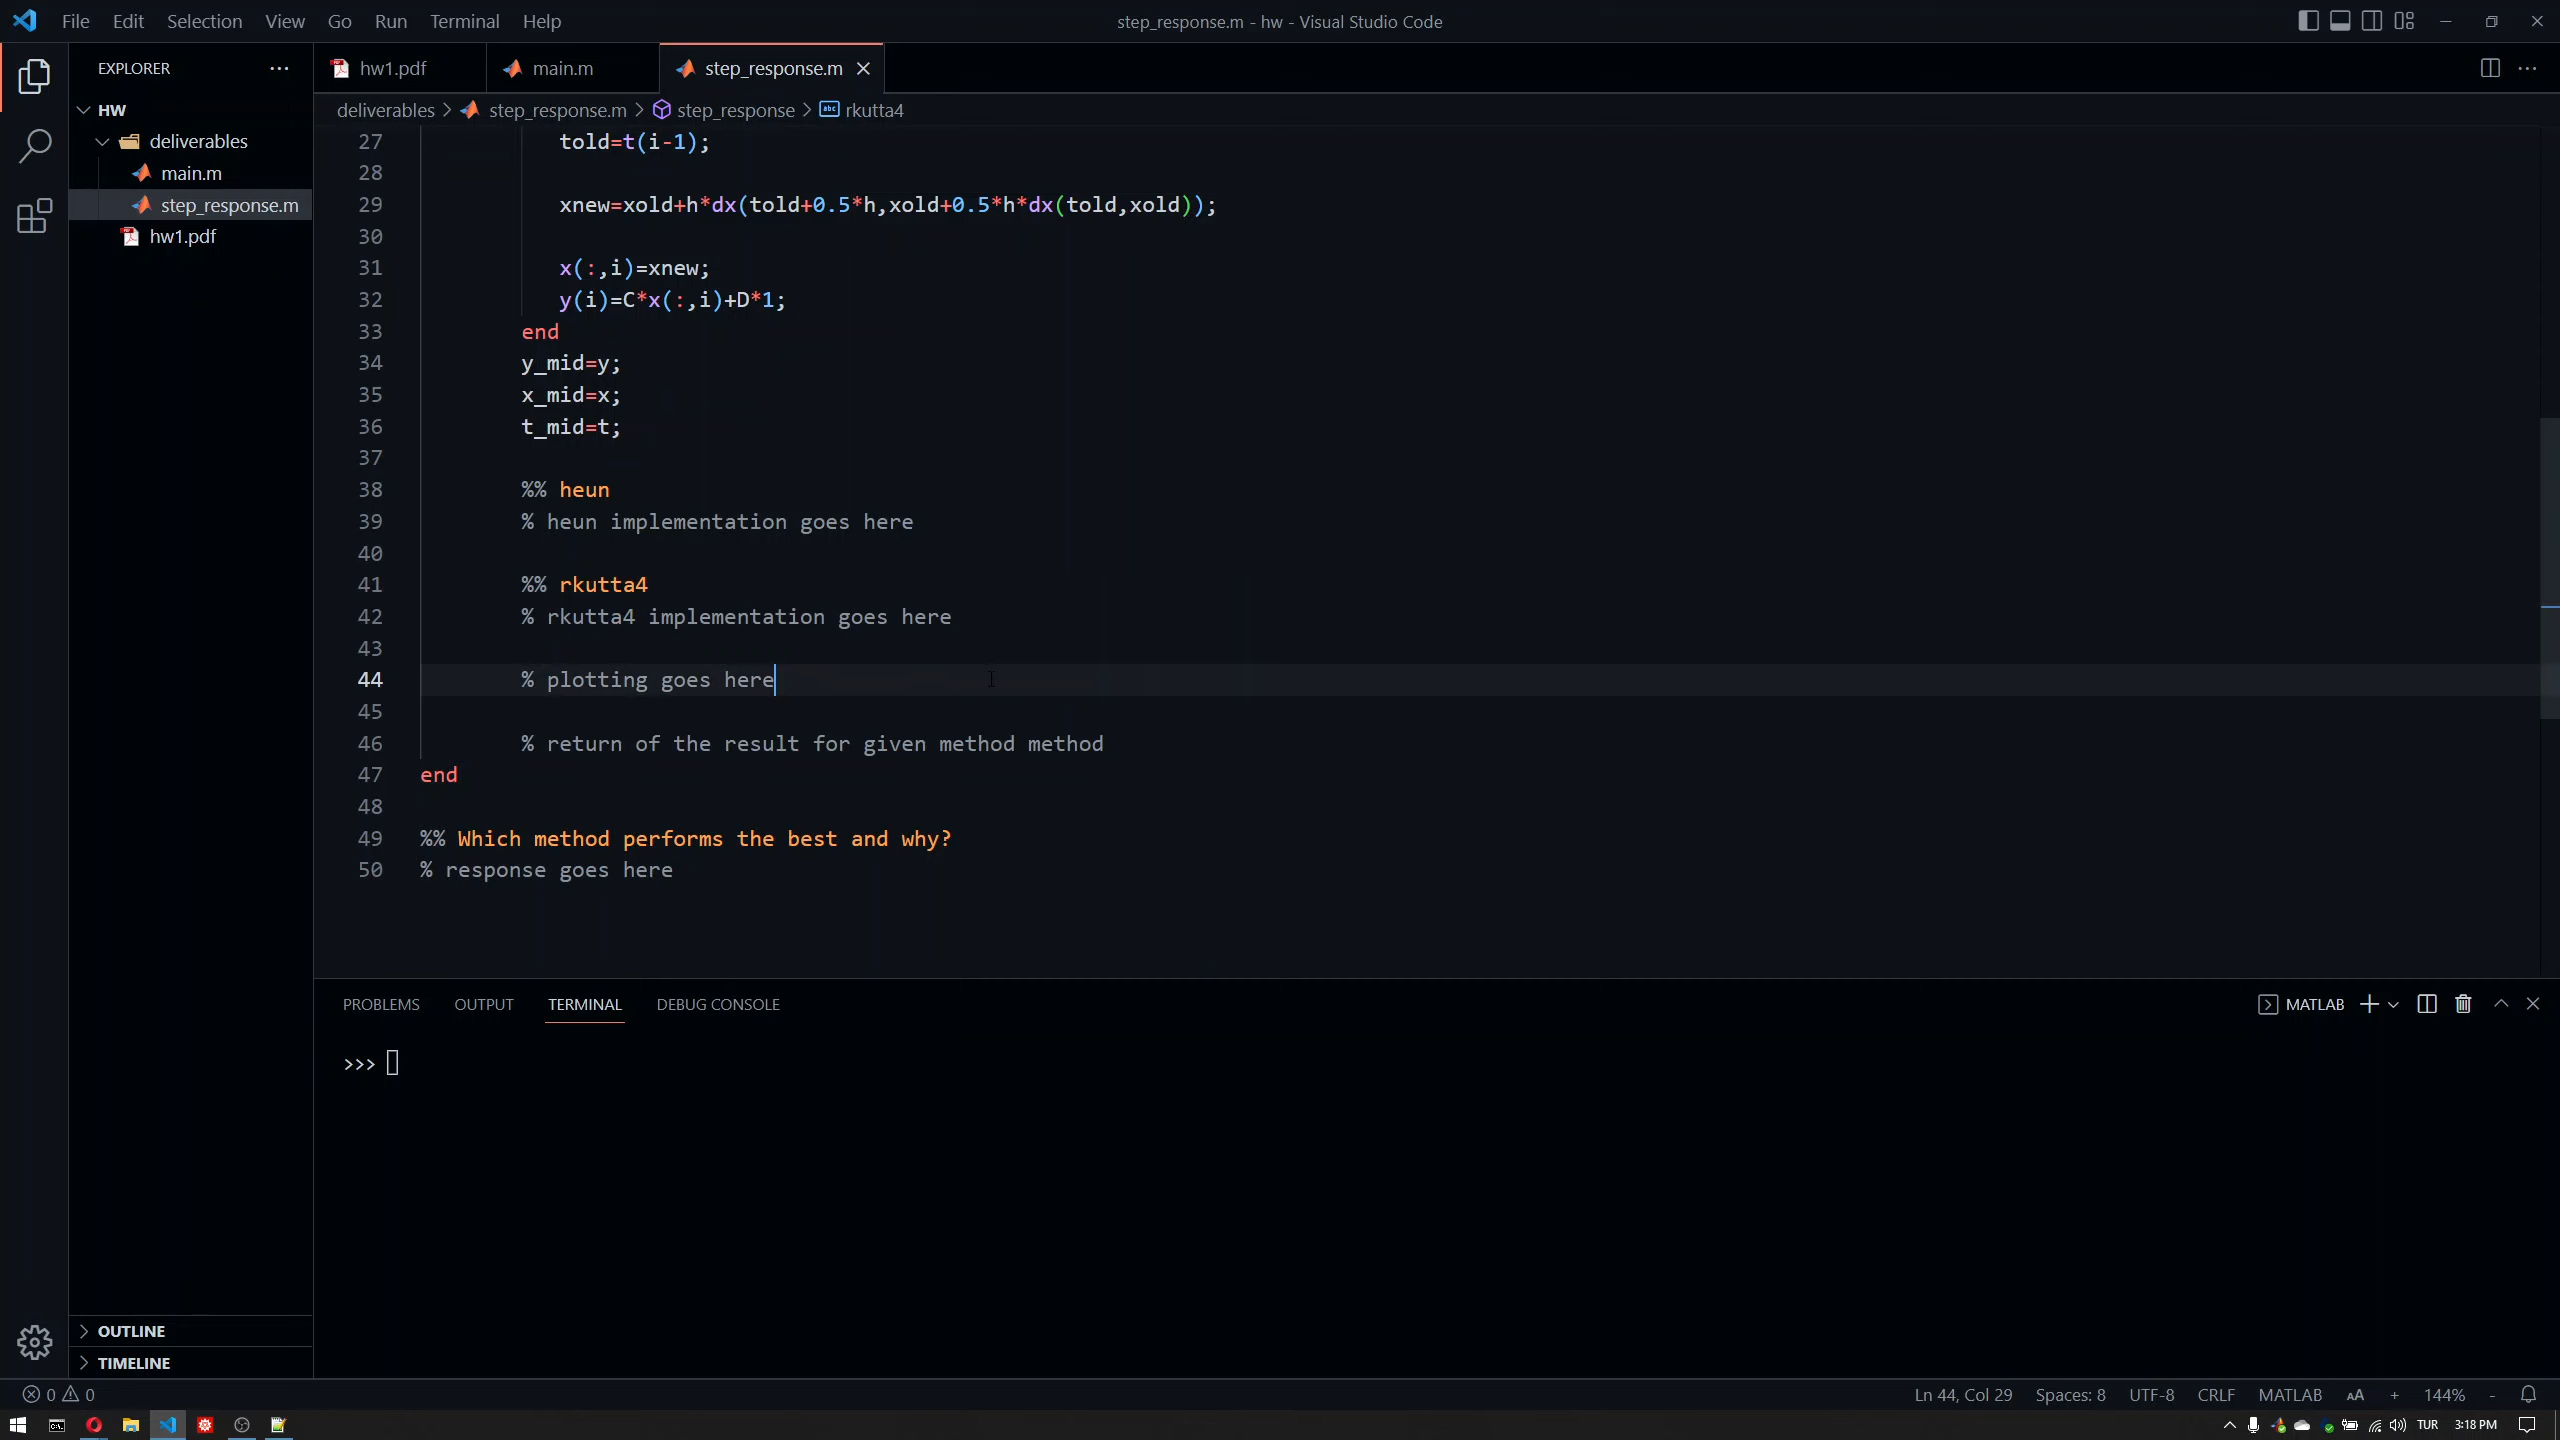 File Edit Selection View Go Run Terminal Help
step_response.m - hw - Visual Studio Code
EXPLORER
HW
deliverables
main.m
step_response.m
hw1.pdf
hw1.pdf main.m step_response.m
deliverables > step_response.m > step_response > rkutta4
27 told=t(i-1);
28
29 xnew=xold+h*dx(told+0.5*h,xold+0.5*h*dx(told,xold));
30
31 x(:,i)=xnew;
32 y(i)=C*x(:,i)+D*1;
33 end
34 y_mid=y;
35 x_mid=x;
36 t_mid=t;
37
38 %% heun
39 % heun implementation goes here
40
41 %% rkutta4
42 % rkutta4 implementation goes here
43
44 % plotting goes here
45
46 % return of the result for given method method
47 end
48
49 %% Which method performs the best and why?
50 % response goes here
PROBLEMS OUTPUT TERMINAL DEBUG CONSOLE
MATLAB
>>>
OUTLINE
TIMELINE
0 0
Ln 44, Col 29 Spaces: 8 UTF-8 CRLF MATLAB AA + 144% -
TUR 3:18 PM